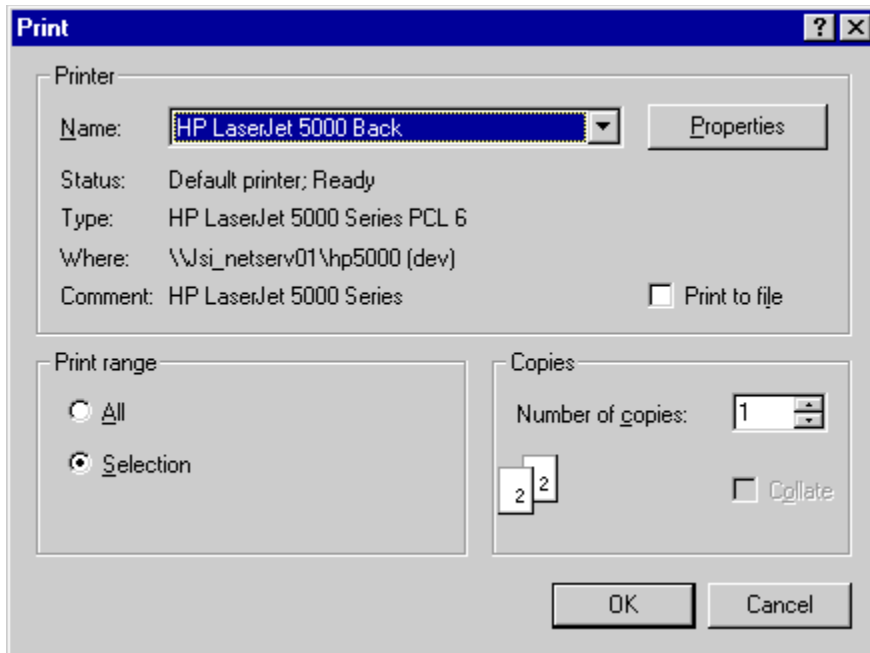 Print
Printer
Name: HP LaserJet 5000 Back Properties
Status: Default printer; Ready
Type: HP LaserJet 5000 Series PCL 6
Where: \\Jsi_netserv01\hp5000 (dev)
Comment: HP LaserJet 5000 Series Print to file
Print range
All
Selection
Copies
Number of copies: 1
2 2
Collate
OK Cancel